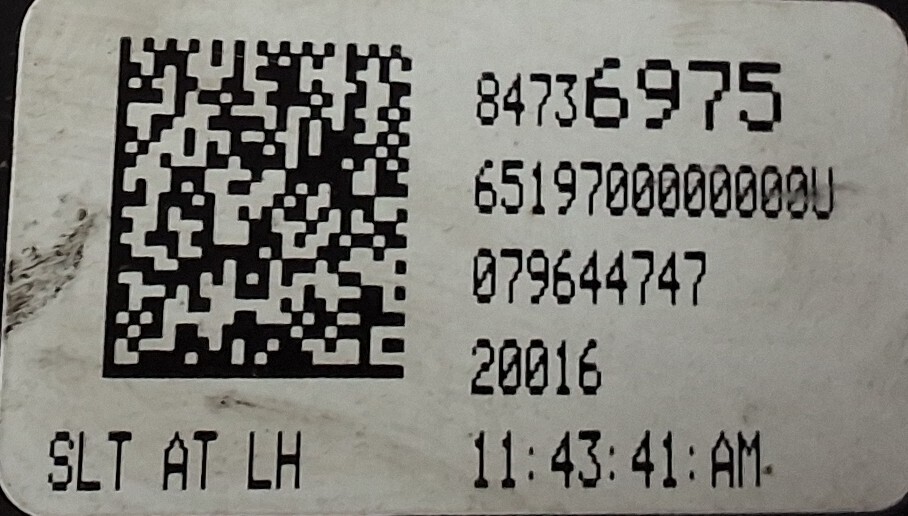 84736975
6519700000000U
079644747
20016
SLT AT LH 11:43:41:AM